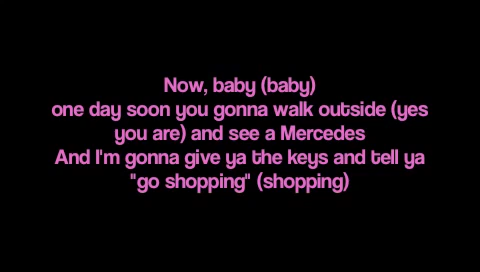 Now, baby (baby)
one day soon you gonna walk outside (yes
you are) and see a Mercedes
And I'm gonna give ya the keys and tell ya
"go shopping" (shopping)